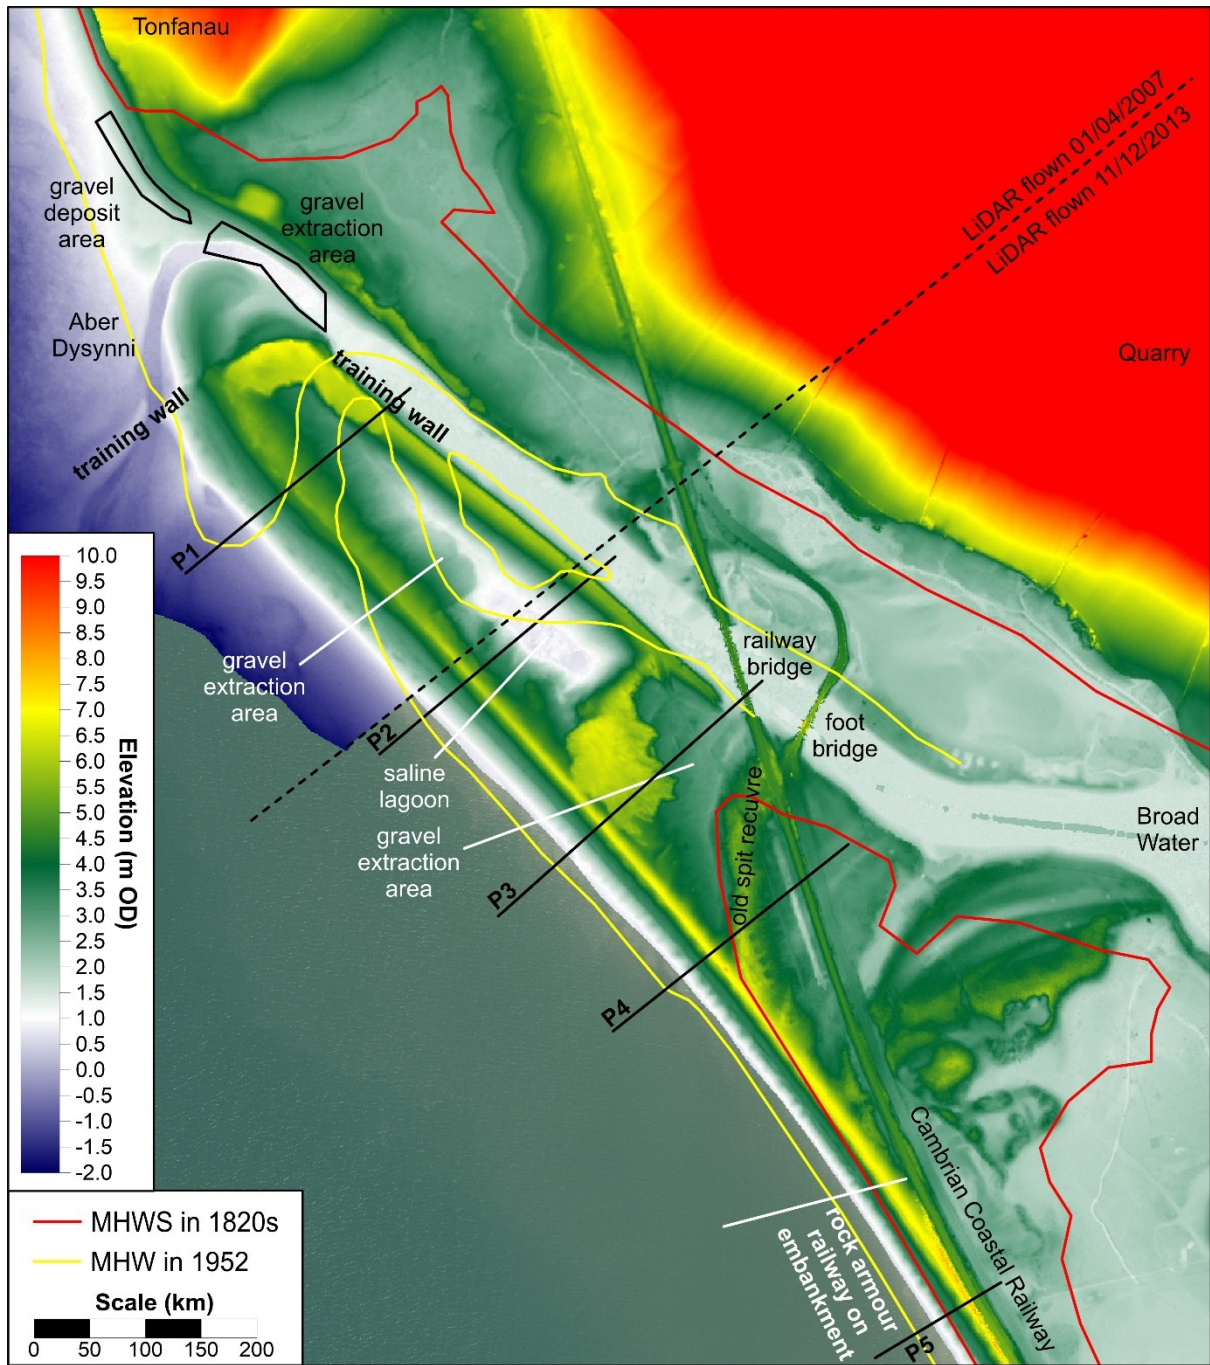 Tonfanau
LiDAR flown 01/04/2007
LiDAR flown 11/12/2013
gravel
deposit
area
gravel
extraction
area
Aber
Dysynni
Quarry
training wall
training wall
P1
gravel
extraction
area
P2
saline
lagoon
railway
bridge
foot
bridge
gravel
extraction
area
old spit recuvre
Broad
Water
P3
P4
Cambrian Coastal Railway
rock armour
railway on
embankment
P5
10.0
9.5
9.0
8.5
8.0
7.5
7.0
6.5
6.0
5.5
5.0
4.5
4.0
3.5
3.0
2.5
2.0
1.5
1.0
0.0
-0.5
-1.0
-1.5
-2.0
Elevation (m OD)
MHWS in 1820s
MHW in 1952
Scale (km)
0 50 100 150 200